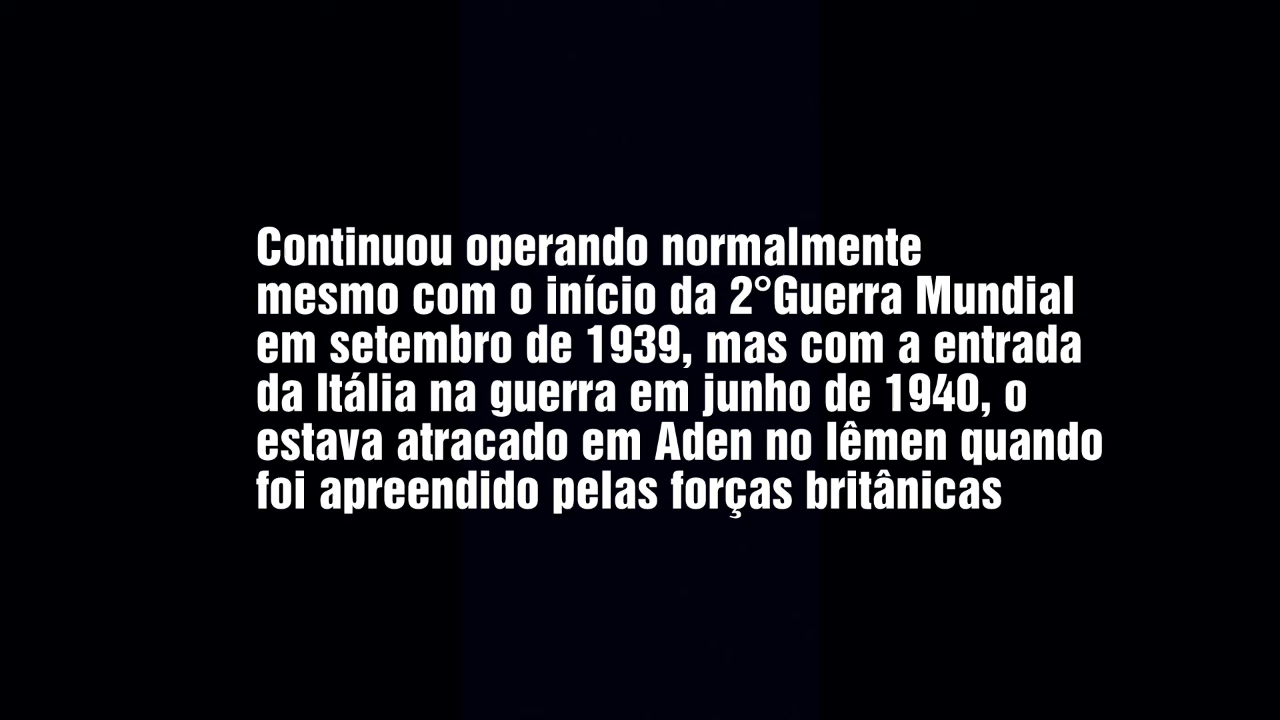 Continuou operando normalmente
mesmo com o início da 2°Guerra Mundial
em setembro de 1939, mas com a entrada
da Itália na guerra em junho de 1940, o
estava atracado em Aden no Iêmen quando
foi apreendido pelas forças britânicas